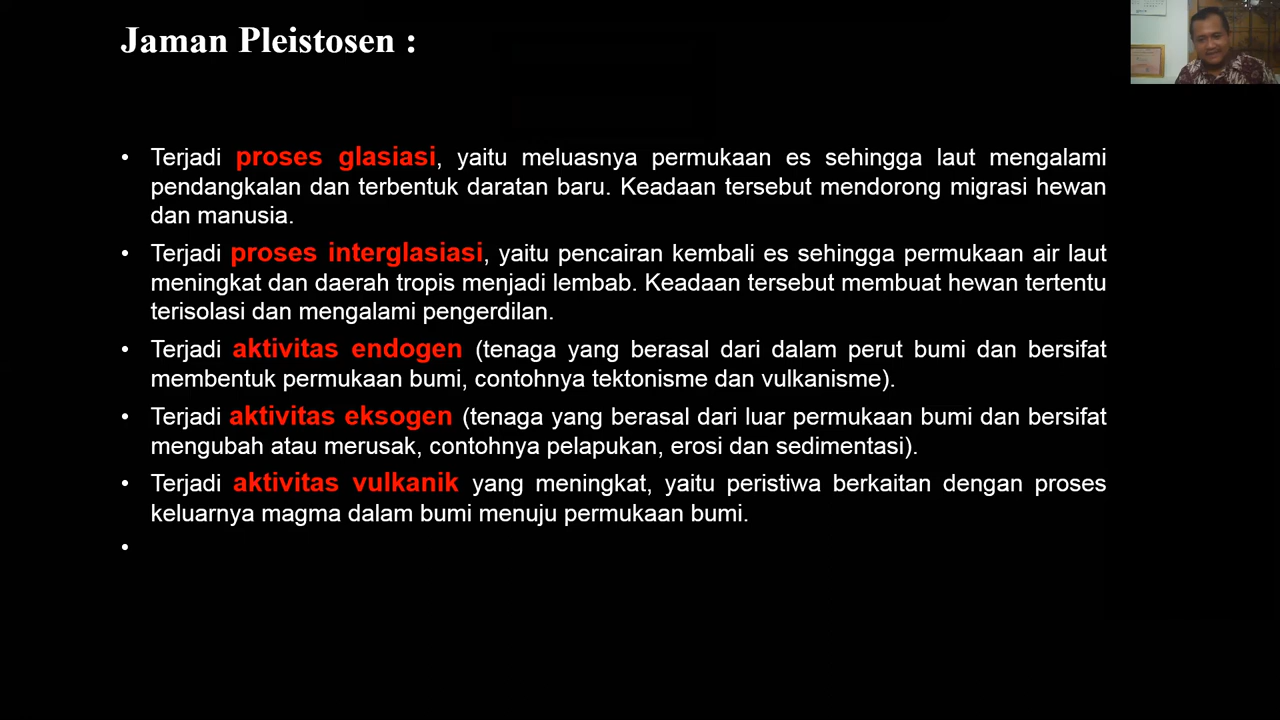 Jaman Pleistosen :
• Terjadi proses glasiasi, yaitu meluasnya permukaan es sehingga laut mengalami
pendangkalan dan terbentuk daratan baru. Keadaan tersebut mendorong migrasi hewan
dan manusia.
• Terjadi proses interglasiasi, yaitu pencairan kembali es sehingga permukaan air laut
meningkat dan daerah tropis menjadi lembab. Keadaan tersebut membuat hewan tertentu
terisolasi dan mengalami pengerdilan.
• Terjadi aktivitas endogen (tenaga yang berasal dari dalam perut bumi dan bersifat
membentuk permukaan bumi, contohnya tektonisme dan vulkanisme).
• Terjadi aktivitas eksogen (tenaga yang berasal dari luar permukaan bumi dan bersifat
mengubah atau merusak, contohnya pelapukan, erosi dan sedimentasi).
• Terjadi aktivitas vulkanik yang meningkat, yaitu peristiwa berkaitan dengan proses
keluarnya magma dalam bumi menuju permukaan bumi.
•